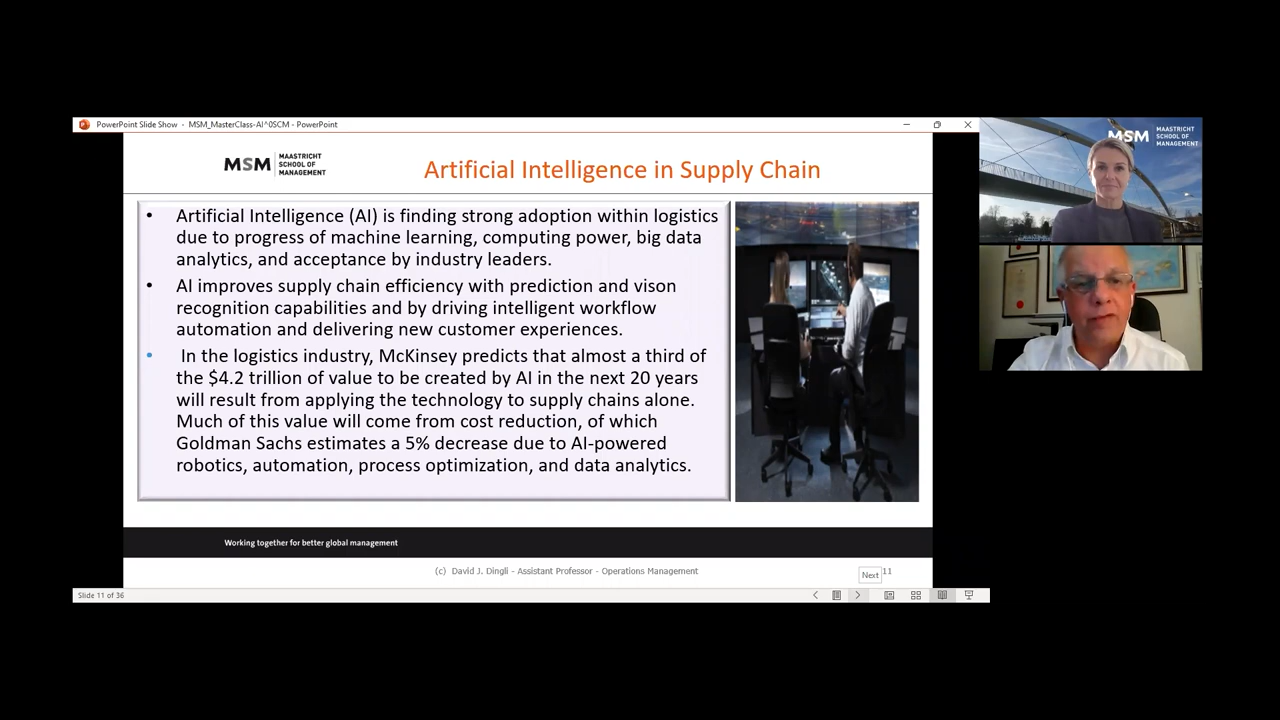 PowerPoint Slide Show - MSM_MasterClass-AI^0SCM - PowerPoint
MSM MAASTRICHT
SCHOOL OF
MANAGEMENT
Artificial Intelligence in Supply Chain
• Artificial Intelligence (AI) is finding strong adoption within logistics
due to progress of machine learning, computing power, big data
analytics, and acceptance by industry leaders.
• AI improves supply chain efficiency with prediction and vison
recognition capabilities and by driving intelligent workflow
automation and delivering new customer experiences.
• In the logistics industry, McKinsey predicts that almost a third of
the $4.2 trillion of value to be created by AI in the next 20 years
will result from applying the technology to supply chains alone.
Much of this value will come from cost reduction, of which
Goldman Sachs estimates a 5% decrease due to AI-powered
robotics, automation, process optimization, and data analytics.
Working together for better global management
(c) David J. Dingli - Assistant Professor - Operations Management
Next 11
Slide 11 of 36
MSM MAASTRICHT
SCHOOL OF
MANAGEMENT